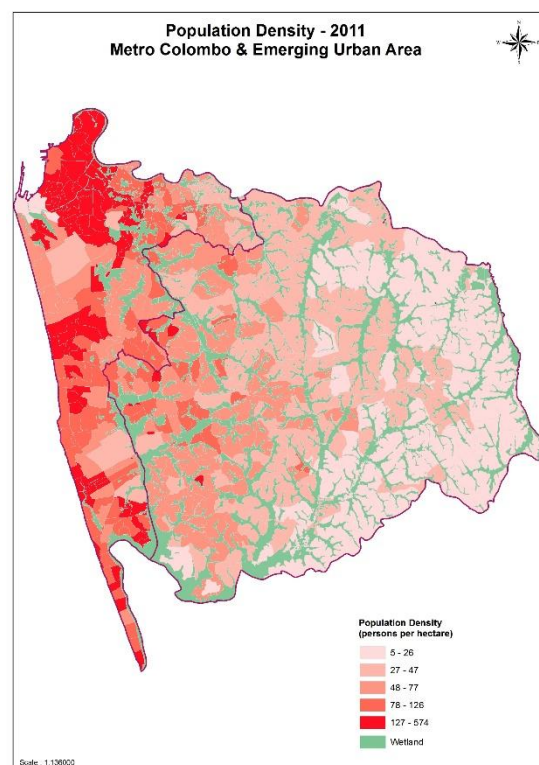 Population Density - 2011
Metro Colombo & Emerging Urban Area
N
W
E
S
Population Density
(persons per hectare)
5 - 26
27 - 47
48 - 77
78 - 126
127 - 574
Wetland
Scale : 1:136000